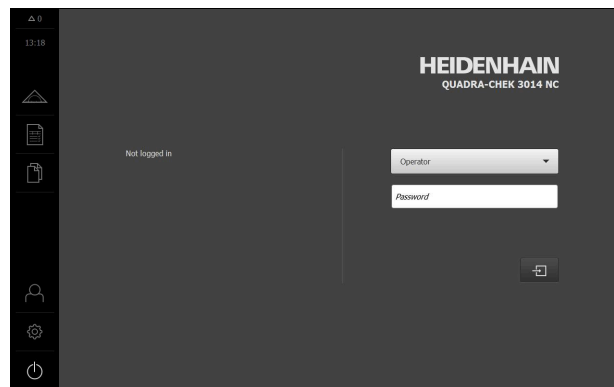 0
13:18
HEIDENHAIN
QUADRA-CHEK 3014 NC
Not logged in
Operator
Password